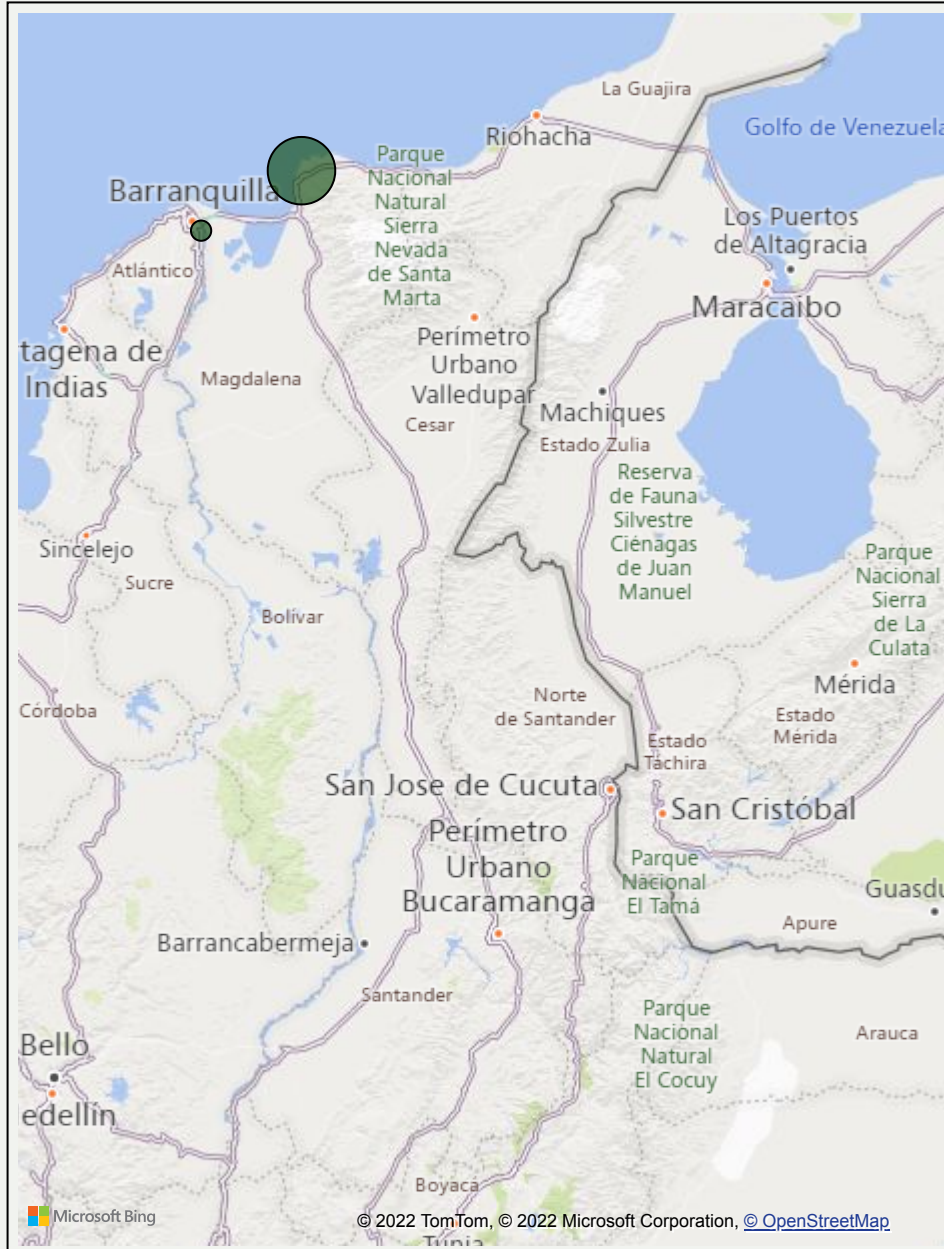 La Guajira
Golfo de Venezuela
Riohacha
Parque
Nacional
Natural
Sierra
Nevada
de Santa
Marta
Barranquilla
Los Puertos
de Altagracia
Atlántico
Maracaibo
tagena de
Indias
Perímetro
Urbano
Valledupar
Magdalena
Machiques
Cesar
Estado Zulia
Reserva
de Fauna
Silvestre
Ciénagas
de Juan
Manuel
Sincelejo
Parque
Nacional
Sierra
de La
Culata
Sucre
Bolívar
Mérida
Norte
de Santander
Córdoba
Estado
Mérida
Estado
Táchira
San Jose de Cucuta
San Cristóbal
Perímetro
Urbano
Bucaramanga
Parque
Nacional
El Tamá
Guasdu
Apure
Barrancabermeja
Santander
Parque
Nacional
Natural
El Cocuy
Arauca
Bello
edellín
Boyacá
Tunja
Microsoft Bing
© 2022 TomTom, © 2022 Microsoft Corporation, © OpenStreetMap